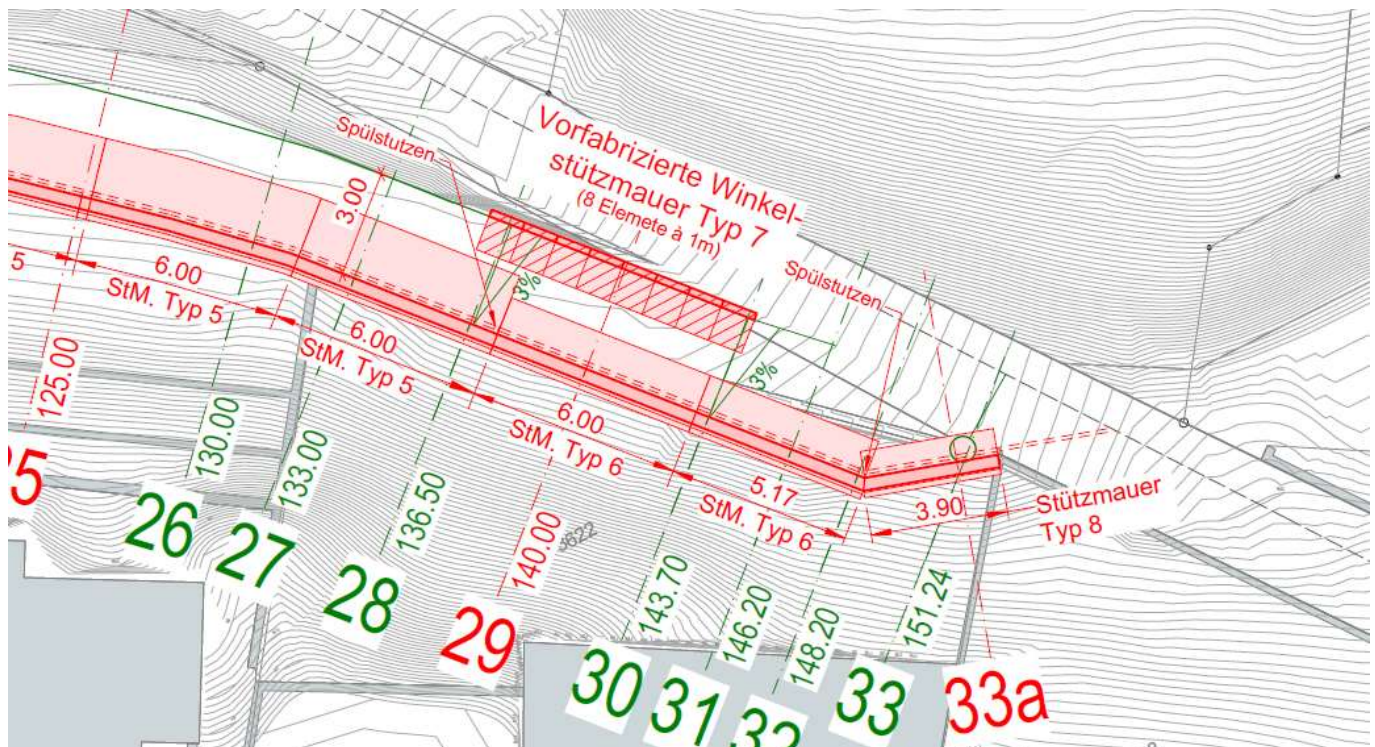 Vorfabrizierte Winkel-
stützmauer Typ 7
(8 Elemete à 1m)
Spülstutzen
3.00
3%
Spülstutzen
3%
5
6.00
StM. Typ 5
6.00
StM. Typ 5
6.00
StM. Typ 6
5.17
StM. Typ 6
3.90
Stützmauer
Typ 8
125.00
130.00
133.00
136.50
140.00
3622
143.70
146.20
148.20
151.24
26
27
28
29
30
31
32
33
33a